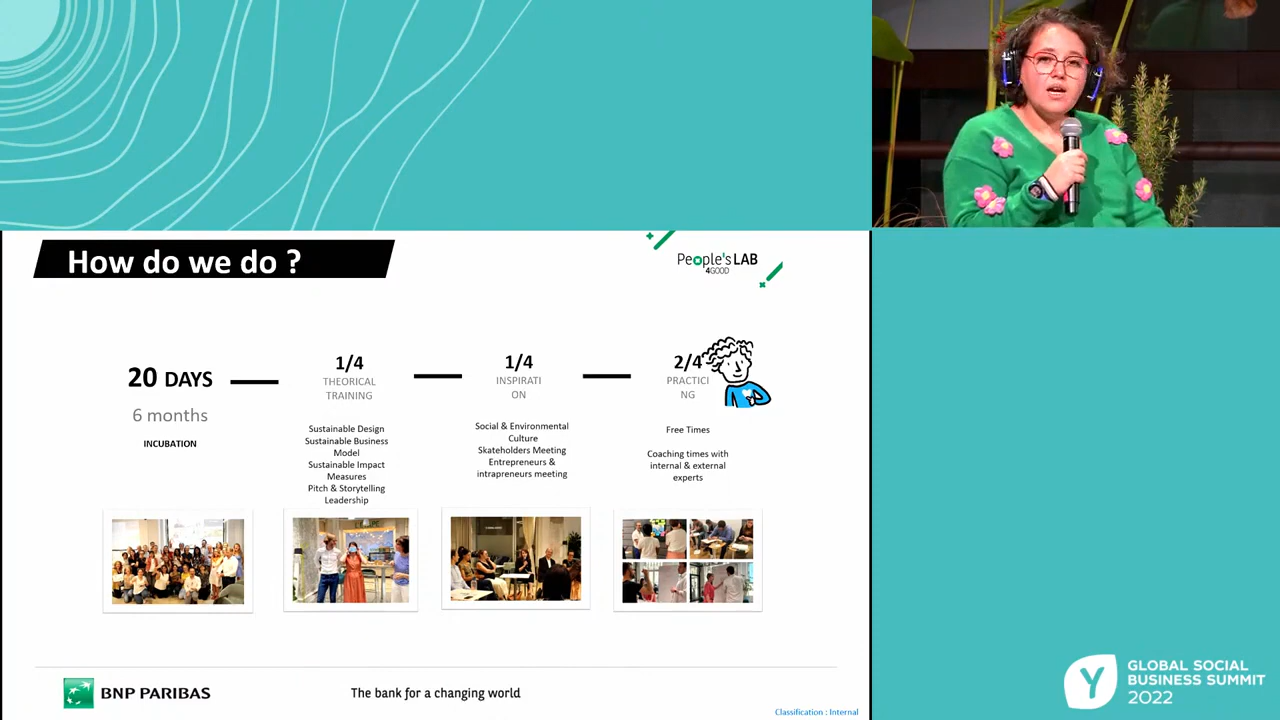 How do we do ?
People's LAB
4GOOD
20 DAYS
6 months
INCUBATION
1/4
THEORICAL
TRAINING
Sustainable Design
Sustainable Business
Model
Sustainable Impact
Measures
Pitch & Storytelling
Leadership
1/4
INSPIRATI
ON
Social & Environmental
Culture
Skateholders Meeting
Entrepreneurs &
intrapreneurs meeting
2/4
PRACTICI
NG
Free Times
Coaching times with
internal & external
experts
BNP PARIBAS
The bank for a changing world
Classification : Internal
Y
GLOBAL SOCIAL
BUSINESS SUMMIT
2022